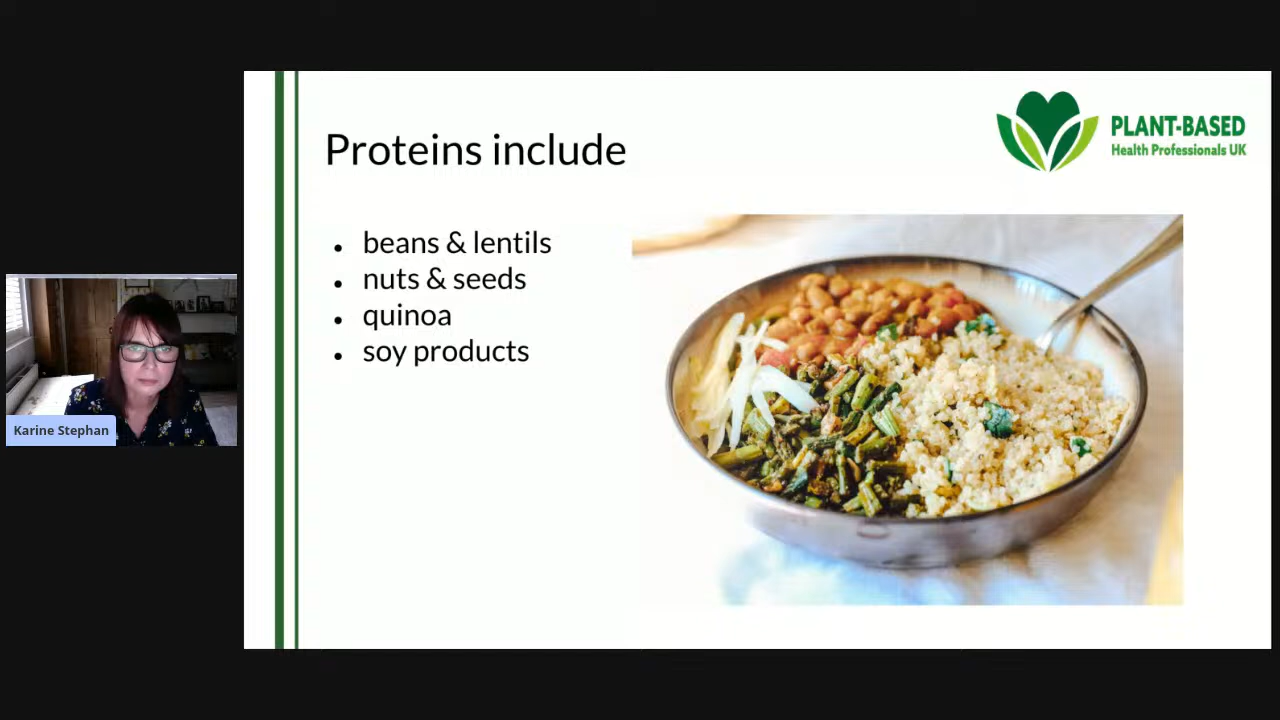 PLANT-BASED
Health Professionals UK
Proteins include
beans & lentils
nuts & seeds
quinoa
soy products
Karine Stephan